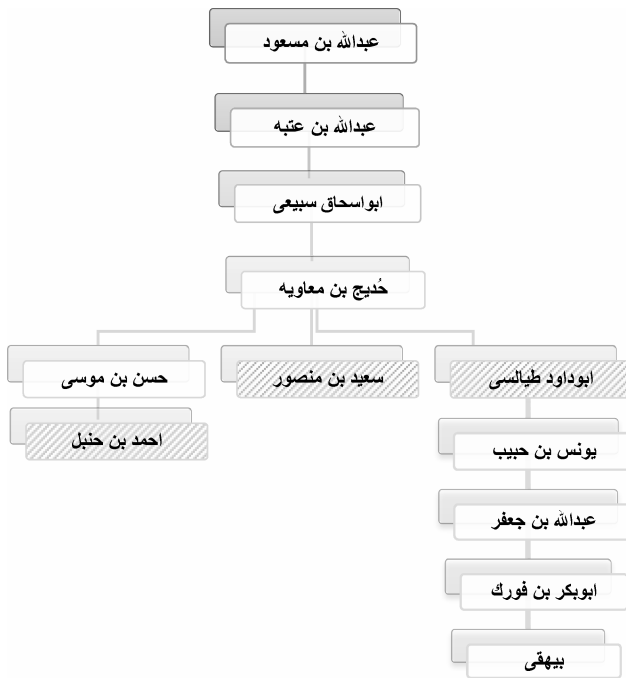 عبدالله بن مسعود
عبدالله بن عتبه
ابواسحاق سبیعی
حُدیج بن معاویه
ابوداود طیالسی
سعید بن منصور
حسن بن موسی
احمد بن حنبل
یونس بن حبیب
عبدالله بن جعفر
ابوبکر بن فورك
بیهقی